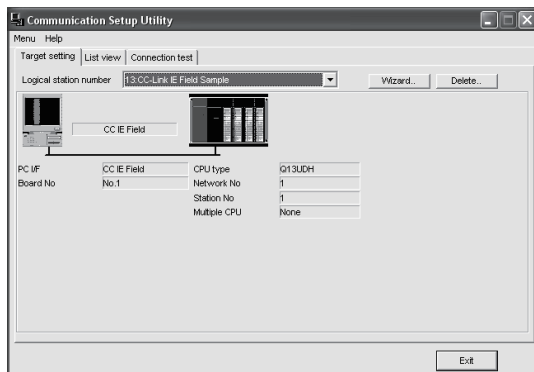 Communication Setup Utility
Menu Help
Target setting List view Connection test
Logical station number 13:CC-Link IE Field Sample Wizard.. Delete..
CC IE Field
PC I/F CC IE Field CPU type Q13UDH
Board No No.1 Network No 1
Station No 1
Multiple CPU None
Exit